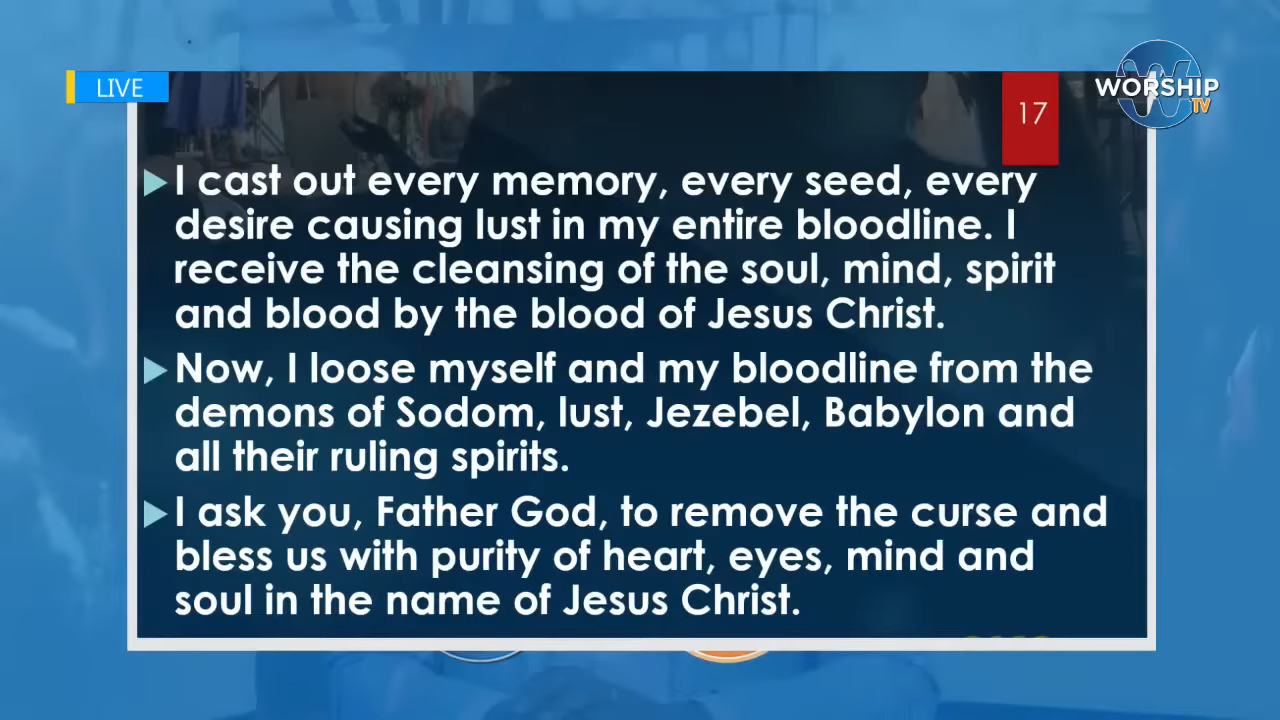 LIVE
WORSHIP
TV
17
I cast out every memory, every seed, every
desire causing lust in my entire bloodline. I
receive the cleansing of the soul, mind, spirit
and blood by the blood of Jesus Christ.
Now, I loose myself and my bloodline from the
demons of Sodom, lust, Jezebel, Babylon and
all their ruling spirits.
I ask you, Father God, to remove the curse and
bless us with purity of heart, eyes, mind and
soul in the name of Jesus Christ.